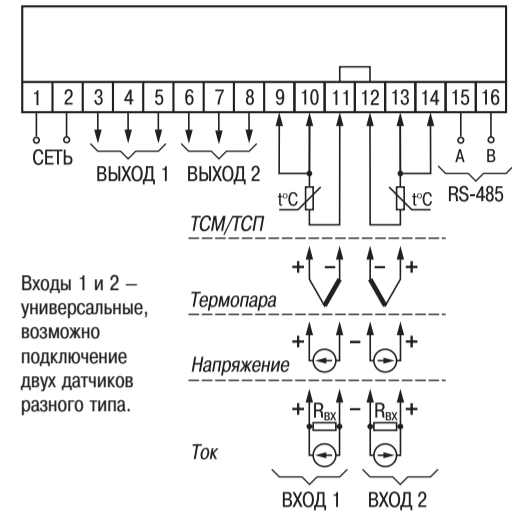 1 2 3 4 5 6 7 8 9 10 11 12 13 14 15 16
СЕТЬ
ВЫХОД 1
ВЫХОД 2
A B
RS-485
t°C t°C
ТСМ/ТСП
+ – +
Термопара
Входы 1 и 2 –
универсальные,
возможно
подключение
двух датчиков
разного типа.
+ – +
Напряжение
+ – +
Rвх Rвх
Ток
ВХОД 1 ВХОД 2